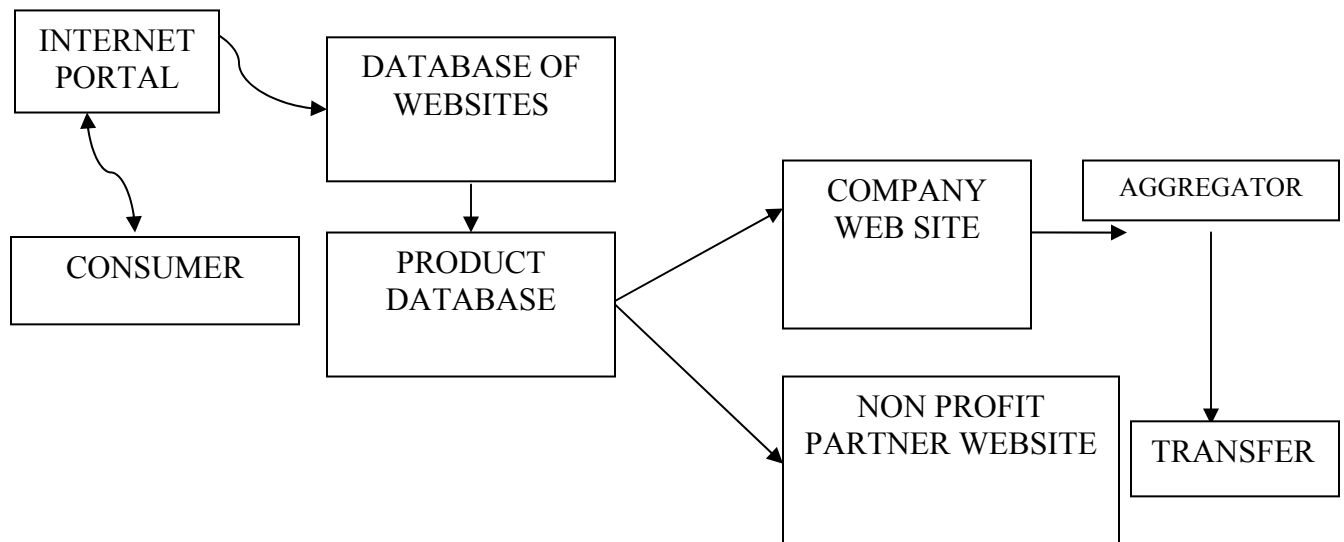 INTERNET
PORTAL
DATABASE OF
WEBSITES
CONSUMER
PRODUCT
DATABASE
COMPANY
WEB SITE
AGGREGATOR
NON PROFIT
PARTNER WEBSITE
TRANSFER